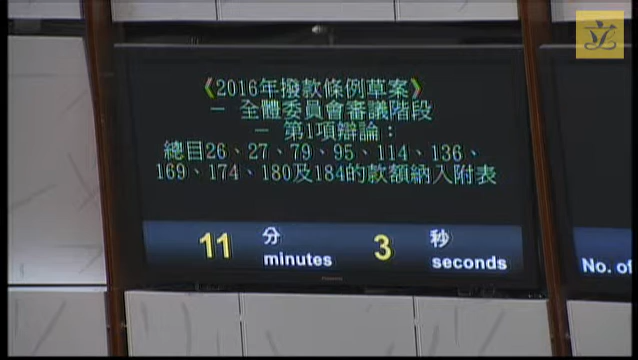 《2016年撥款條例草案》
－ 全體委員會審議階段
－ 第1項辯論：
總目26、27、79、95、114、136、
169、174、180及184的款額納入附表
11 分 minutes 3 秒 seconds
No. of
立